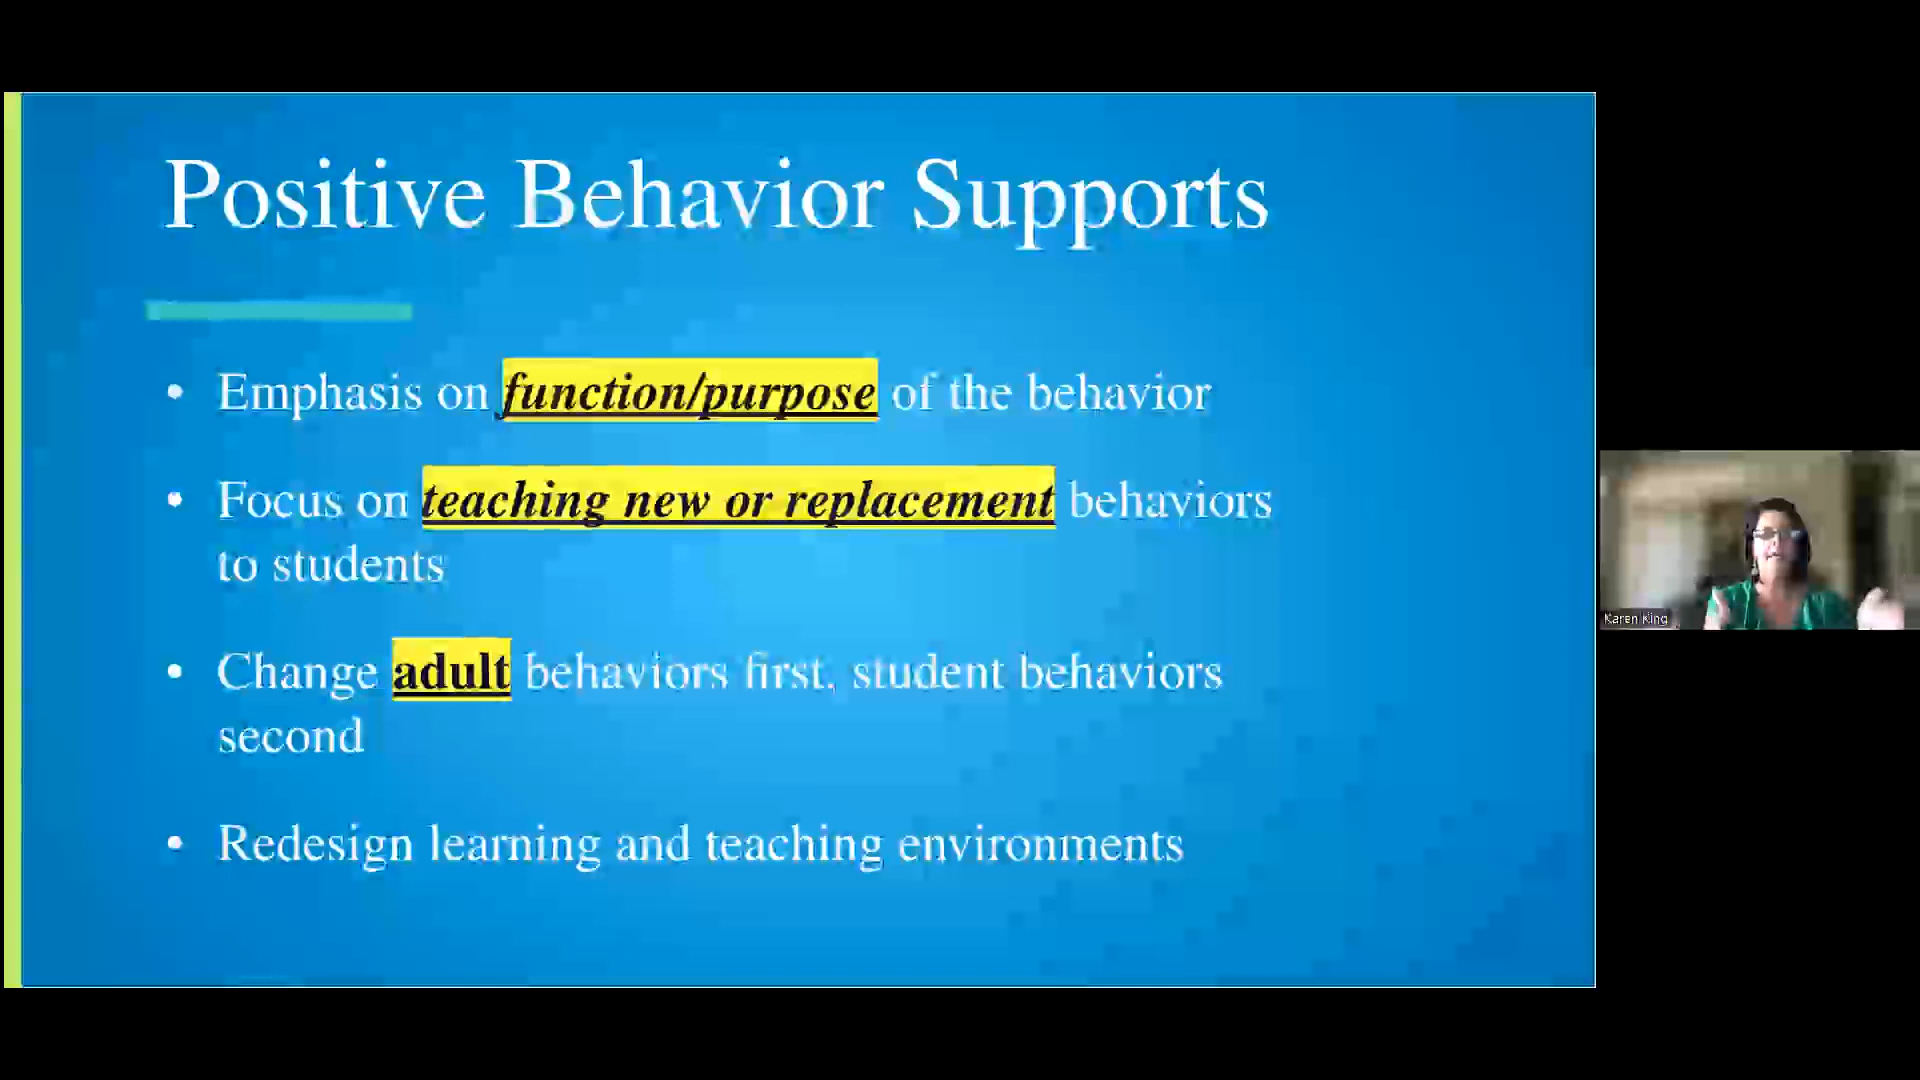 Positive Behavior Supports
• Emphasis on function/purpose of the behavior
• Focus on teaching new or replacement behaviors
to students
• Change adult behaviors first, student behaviors
second
• Redesign learning and teaching environments
Karen King